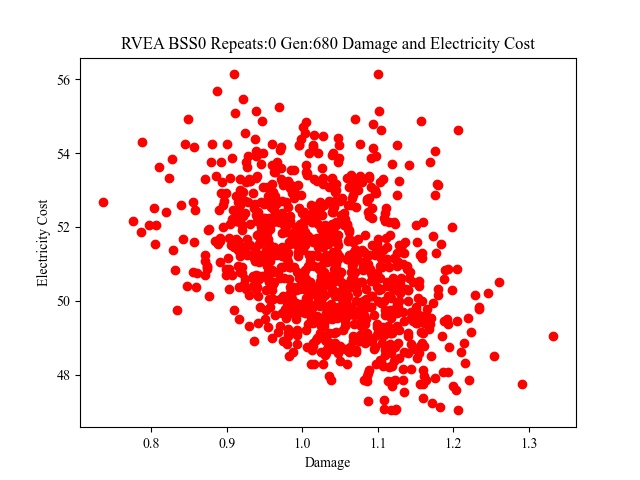 RVEA BSS0 Repeats:0 Gen:680 Damage and Electricity Cost
56
54
52
50
48
Electricity Cost
0.8 0.9 1.0 1.1 1.2 1.3
Damage